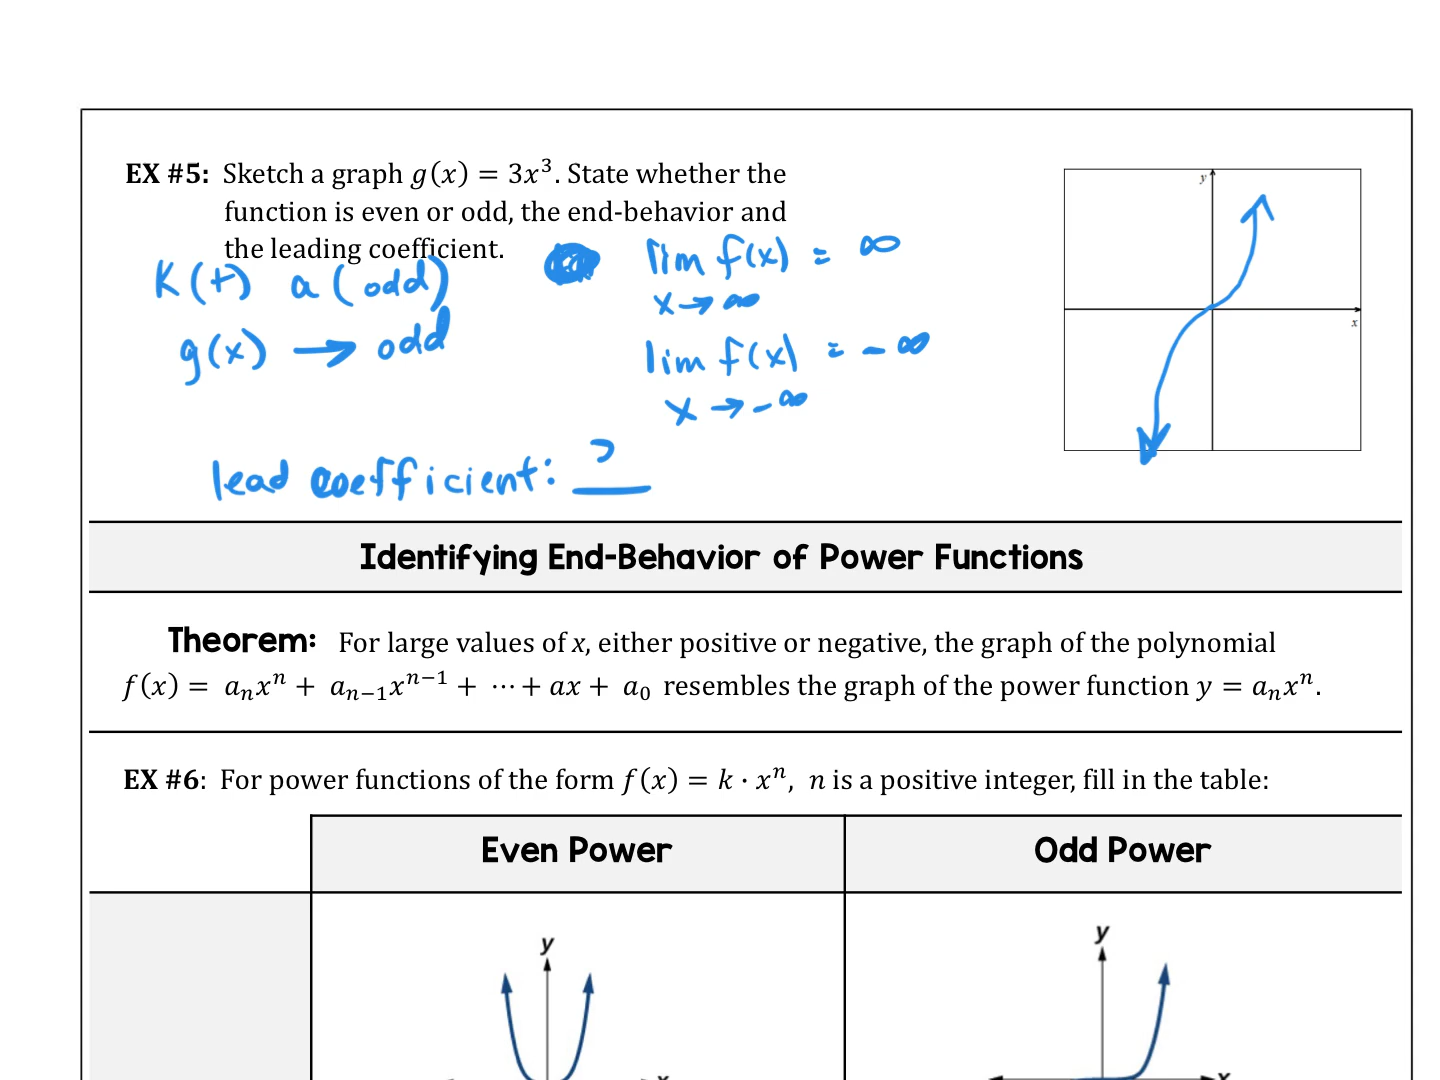 EX #5: Sketch a graph g(x) = 3x³. State whether the
function is even or odd, the end-behavior and
the leading coefficient.
K(+) a (odd)
g(x) → odd
lim f(x) = ∞
x→∞
lim f(x) = -∞
x→-∞
lead coefficient:
y
x
Identifying End-Behavior of Power Functions
Theorem: For large values of x, either positive or negative, the graph of the polynomial
f(x) = aₙxⁿ + aₙ₋₁xⁿ⁻¹ + ⋯ + ax + a₀ resembles the graph of the power function y = aₙxⁿ.
EX #6: For power functions of the form f(x) = k · xⁿ, n is a positive integer, fill in the table:
Even Power Odd Power
y y
x x